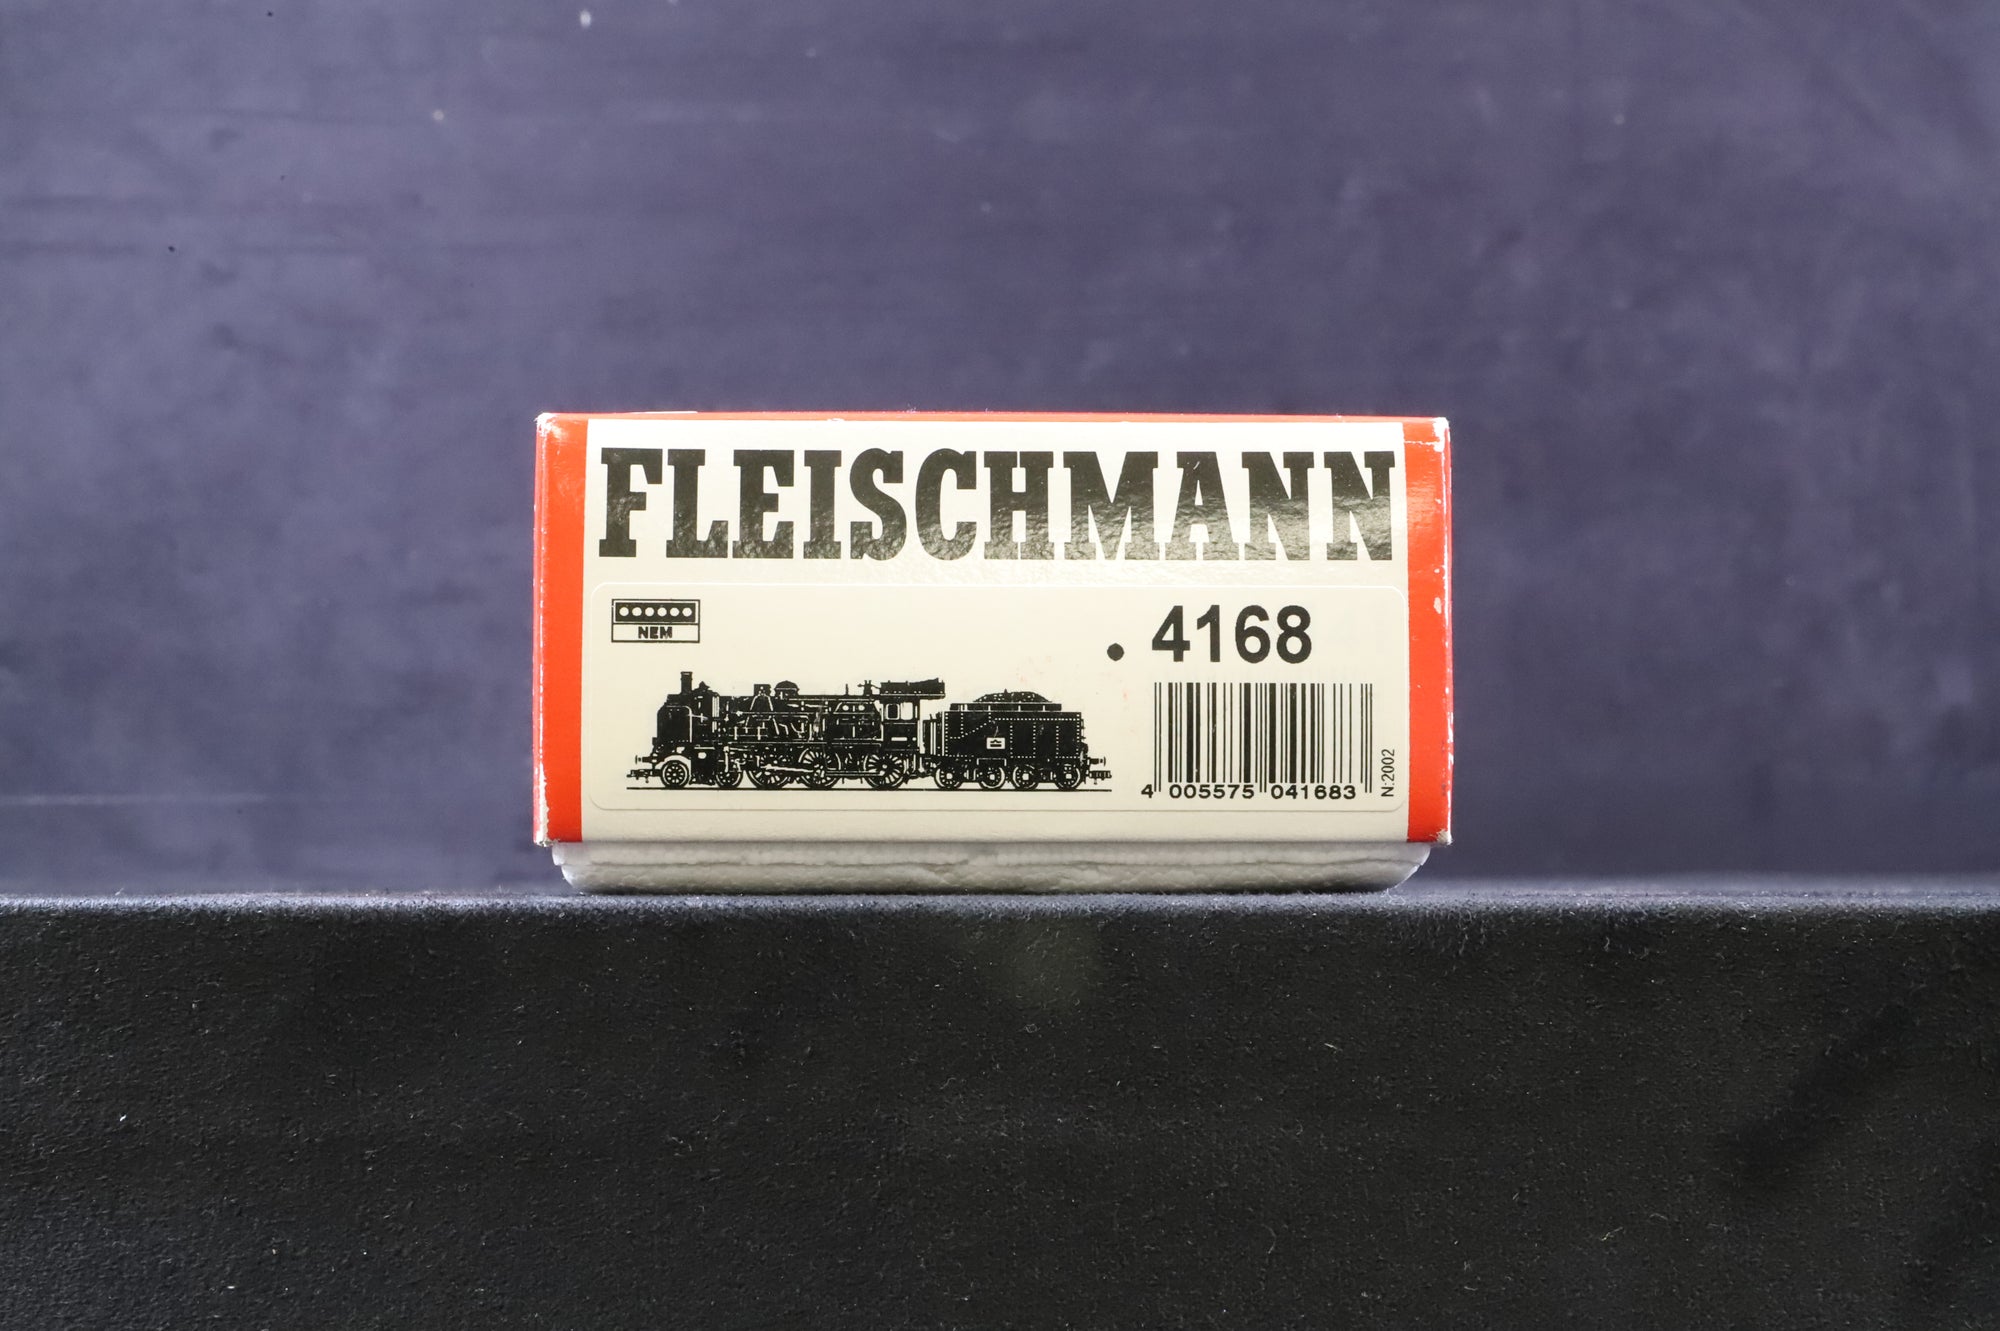 FLEISCHMANN
NEM
. 4168
4 005575 041683
N:2002